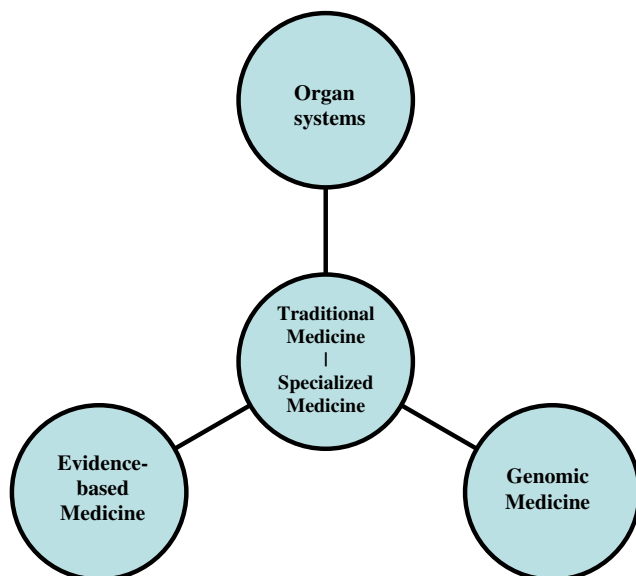 Organ
systems
Traditional
Medicine
|
Specialized
Medicine
Evidence-
based
Medicine
Genomic
Medicine